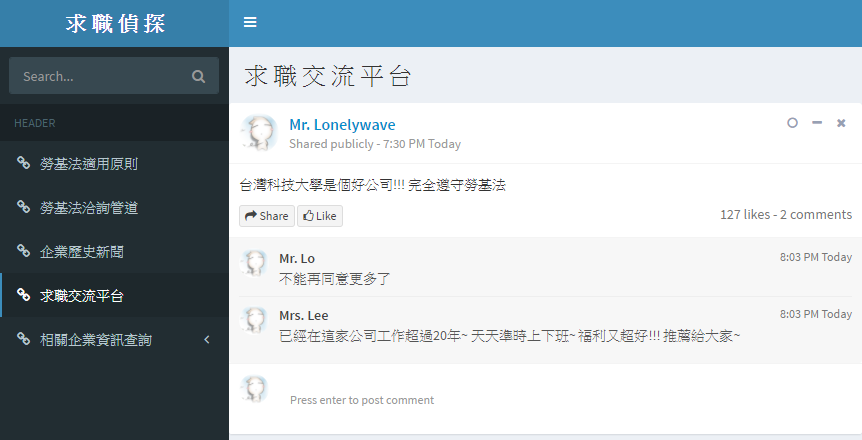 求職偵探
Search...
HEADER
勞基法適用原則
勞基法洽詢管道
企業歷史新聞
求職交流平台
相關企業資訊查詢
求職交流平台
Mr. Lonelywave
Shared publicly - 7:30 PM Today
台灣科技大學是個好公司!!! 完全遵守勞基法
Share Like 127 likes - 2 comments
Mr. Lo 8:03 PM Today
不能再同意更多了
Mrs. Lee 8:03 PM Today
已經在這家公司工作超過20年~ 天天準時上下班~ 福利又超好!!! 推薦給大家~
Press enter to post comment